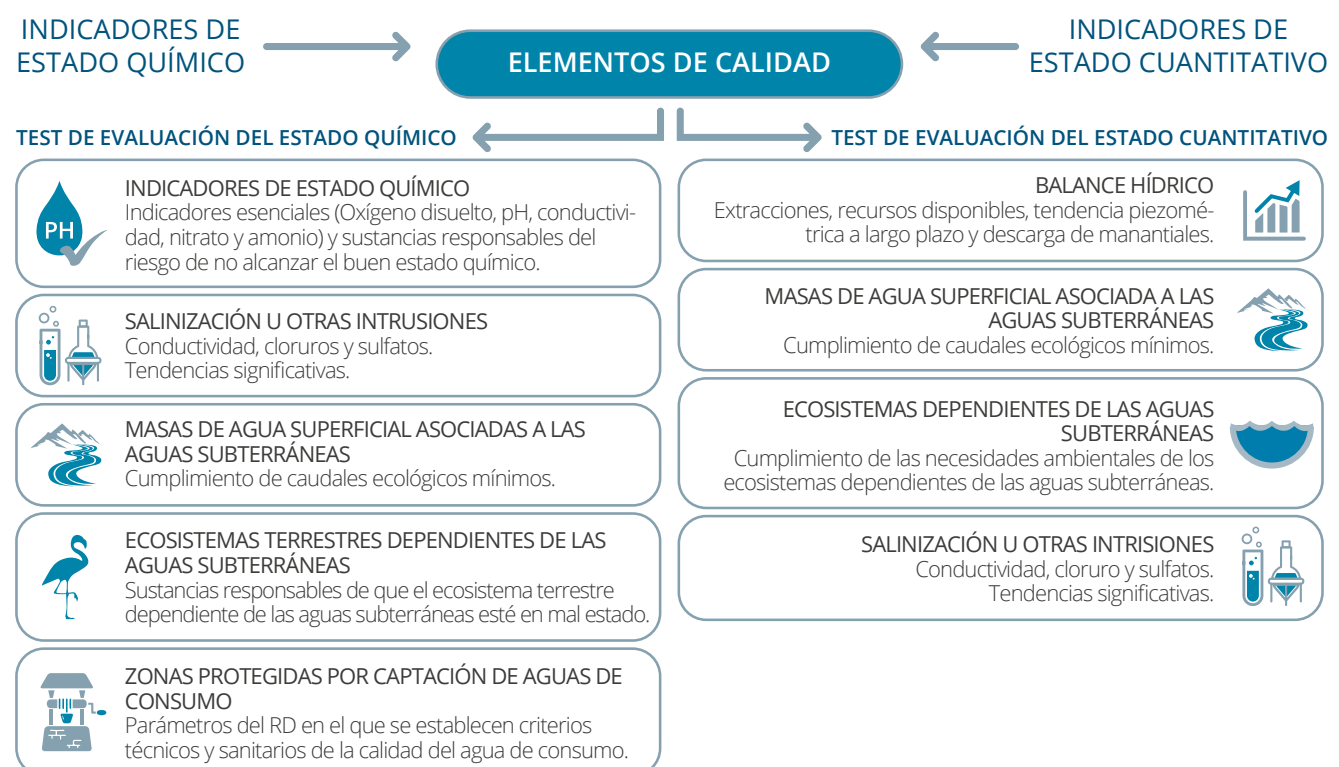 INDICADORES DE
ESTADO QUÍMICO
ELEMENTOS DE CALIDAD
INDICADORES DE
ESTADO CUANTITATIVO
TEST DE EVALUACIÓN DEL ESTADO QUÍMICO
PH
INDICADORES DE ESTADO QUÍMICO
Indicadores esenciales (Oxígeno disuelto, pH, conductivi-
dad, nitrato y amonio) y sustancias responsables del
riesgo de no alcanzar el buen estado químico.
SALINIZACIÓN U OTRAS INTRUSIONES
Conductividad, cloruros y sulfatos.
Tendencias significativas.
MASAS DE AGUA SUPERFICIAL ASOCIADAS A LAS
AGUAS SUBTERRÁNEAS
Cumplimiento de caudales ecológicos mínimos.
ECOSISTEMAS TERRESTRES DEPENDIENTES DE LAS
AGUAS SUBTERRÁNEAS
Sustancias responsables de que el ecosistema terrestre
dependiente de las aguas subterráneas esté en mal estado.
ZONAS PROTEGIDAS POR CAPTACIÓN DE AGUAS DE
CONSUMO
Parámetros del RD en el que se establecen criterios
técnicos y sanitarios de la calidad del agua de consumo.
TEST DE EVALUACIÓN DEL ESTADO CUANTITATIVO
BALANCE HÍDRICO
Extracciones, recursos disponibles, tendencia piezomé-
trica a largo plazo y descarga de manantiales.
MASAS DE AGUA SUPERFICIAL ASOCIADA A LAS
AGUAS SUBTERRÁNEAS
Cumplimiento de caudales ecológicos mínimos.
ECOSISTEMAS DEPENDIENTES DE LAS AGUAS
SUBTERRÁNEAS
Cumplimiento de las necesidades ambientales de los
ecosistemas dependientes de las aguas subterráneas.
SALINIZACIÓN U OTRAS INTRISIONES
Conductividad, cloruro y sulfatos.
Tendencias significativas.